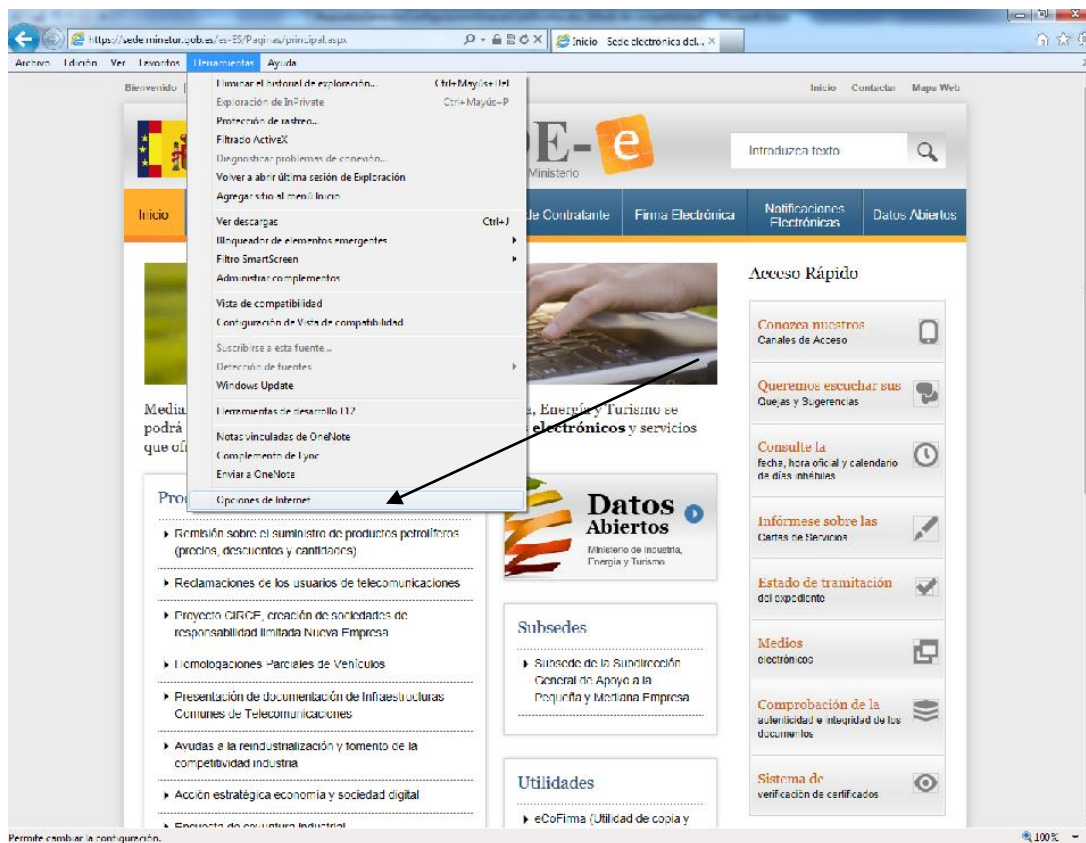 https://sede.minetur.gob.es/es-ES/Paginas/principal.aspx
Inicio - Sede electrónica del...
Archivo Edición Ver Favoritos Herramientas Ayuda
Bienvenido |
Inicio Contactar Mapa Web
Eliminar el historial de exploración... Ctrl+Mayús+Del
Exploración de InPrivate Ctrl+Mayús+P
Protección de rastreo...
Filtrado ActiveX
Diagnosticar problemas de conexión...
Volver a abrir última sesión de Exploración
Agregar sitio al menú Inicio
Ver descargas Ctrl+J
Bloqueador de elementos emergentes
Filtro SmartScreen
Administrar complementos
Vista de compatibilidad
Configuración de Vista de compatibilidad
Suscribirse a esta fuente...
Detección de fuentes
Windows Update
Herramientas de desarrollo F12
Notas vinculadas de OneNote
Complemento de Lync
Enviar a OneNote
Opciones de Internet
DE-e
Ministerio
Introduzca texto
Inicio
de Contratante
Firma Electrónica
Notificaciones
Electrónicas
Datos Abiertos
Media
a, Energía y Turismo se
podrá
s electrónicos y servicios
que of
Pro
Remisión sobre el suministro de productos petrolíferos
(precios, descuentos y cantidades)
Reclamaciones de los usuarios de telecomunicaciones
Proyecto CIRCE, creación de sociedades de
responsabilidad limitada Nueva Empresa
Homologaciones Parciales de Vehículos
Presentación de documentación de Infraestructuras
Comunes de Telecomunicaciones
Ayudas a la reindustrialización y fomento de la
competitividad industria
Acción estratégica economía y sociedad digital
Encuesta de coyuntura industrial
Datos
Abiertos
Ministerio de Industria,
Energía y Turismo
Subsedes
Subsede de la Subdirección
General de Apoyo a la
Pequeña y Mediana Empresa
Utilidades
eCoFirma (Utilidad de copia y
Acceso Rápido
Conozca nuestros
Canales de Acceso
Queremos escuchar sus
Quejas y Sugerencias
Consulte la
fecha, hora oficial y calendario
de días inhábiles
Infórmese sobre las
Cartas de Servicios
Estado de tramitación
del expediente
Medios
electrónicos
Comprobación de la
autenticidad e integridad de los
documentos
Sistema de
verificación de certificados
Permite cambiar la configuración.
100%